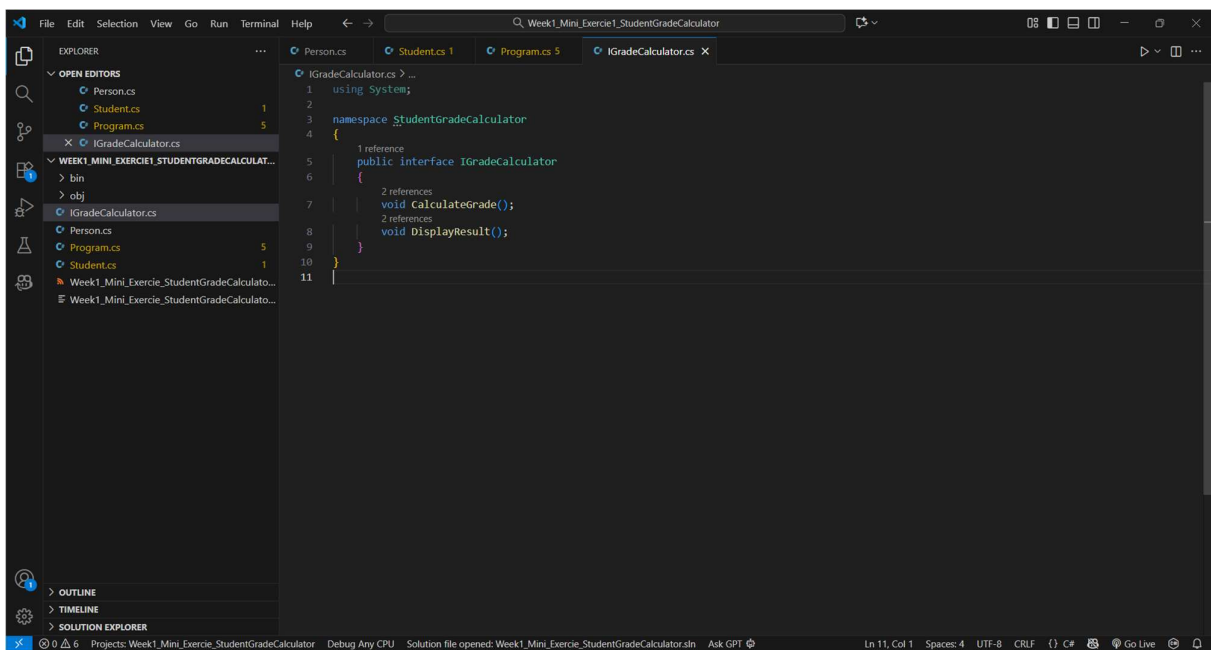 File Edit Selection View Go Run Terminal Help
Week1_Mini_Exercie1_StudentGradeCalculator
EXPLORER
OPEN EDITORS
Person.cs
Student.cs 1
Program.cs 5
IGradeCalculator.cs
WEEK1_MINI_EXERCIE1_STUDENTGRADECALCULAT...
bin
obj
IGradeCalculator.cs
Person.cs
Program.cs 5
Student.cs 1
Week1_Mini_Exercie_StudentGradeCalculato...
Week1_Mini_Exercie_StudentGradeCalculato...
OUTLINE
TIMELINE
SOLUTION EXPLORER
Person.cs Student.cs 1 Program.cs 5 IGradeCalculator.cs
IGradeCalculator.cs > ...
1 using System;
2
3 namespace StudentGradeCalculator
4 {
1 reference
5 public interface IGradeCalculator
6 {
2 references
7 void CalculateGrade();
2 references
8 void DisplayResult();
9 }
10 }
11
0 6 Projects: Week1_Mini_Exercie_StudentGradeCalculator Debug Any CPU Solution file opened: Week1_Mini_Exercie_StudentGradeCalculator.sln Ask GPT Ln 11, Col 1 Spaces: 4 UTF-8 CRLF {} C# Go Live